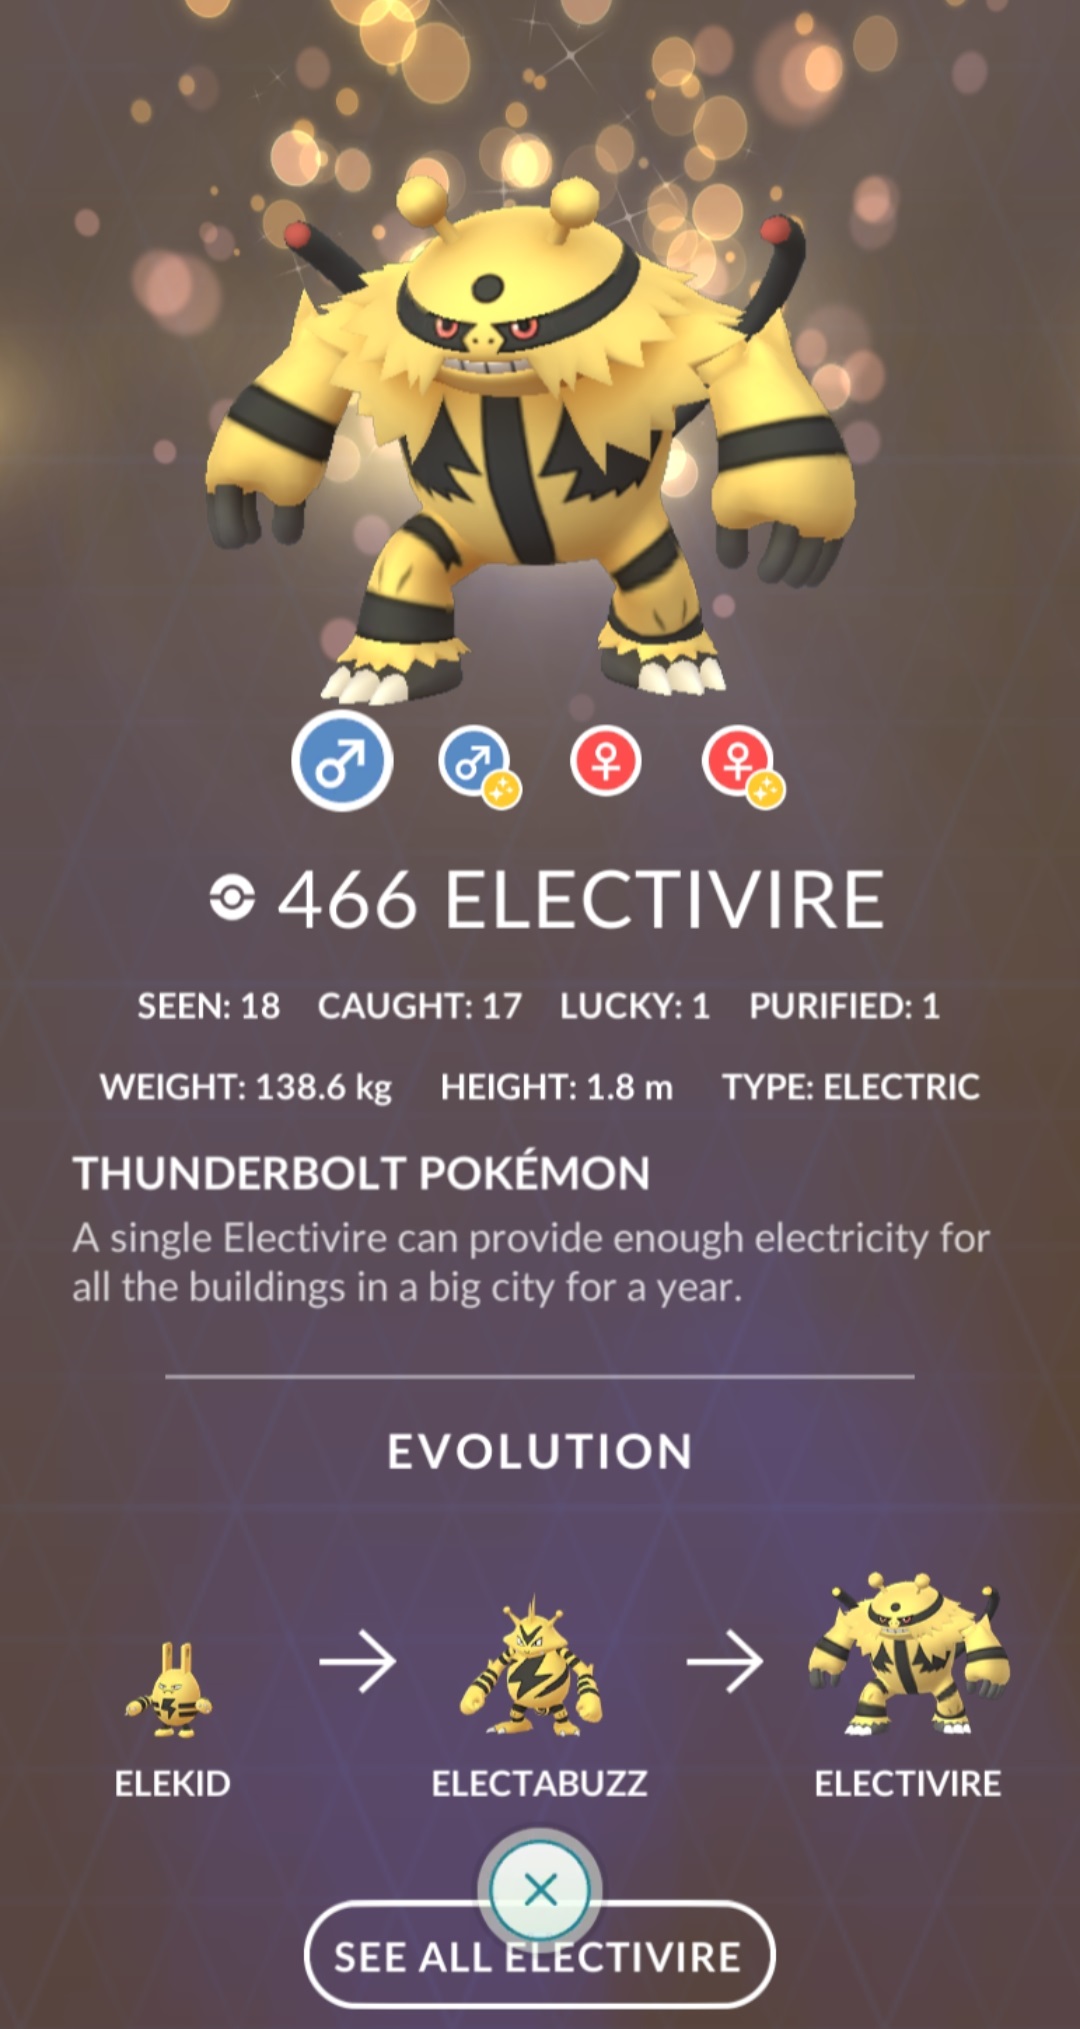 466 ELECTIVIRE
SEEN: 18 CAUGHT: 17 LUCKY: 1 PURIFIED: 1
WEIGHT: 138.6 kg HEIGHT: 1.8 m TYPE: ELECTRIC
THUNDERBOLT POKÉMON
A single Electivire can provide enough electricity for
all the buildings in a big city for a year.
EVOLUTION
ELEKID ELECTABUZZ ELECTIVIRE
SEE ALL ELECTIVIRE